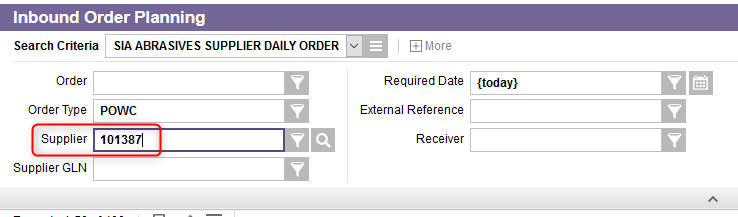 Inbound Order Planning
Search Criteria SIA ABRASIVES SUPPLIER DAILY ORDER More
Order Required Date {today}
Order Type POWC External Reference
Supplier 101387 Receiver
Supplier GLN